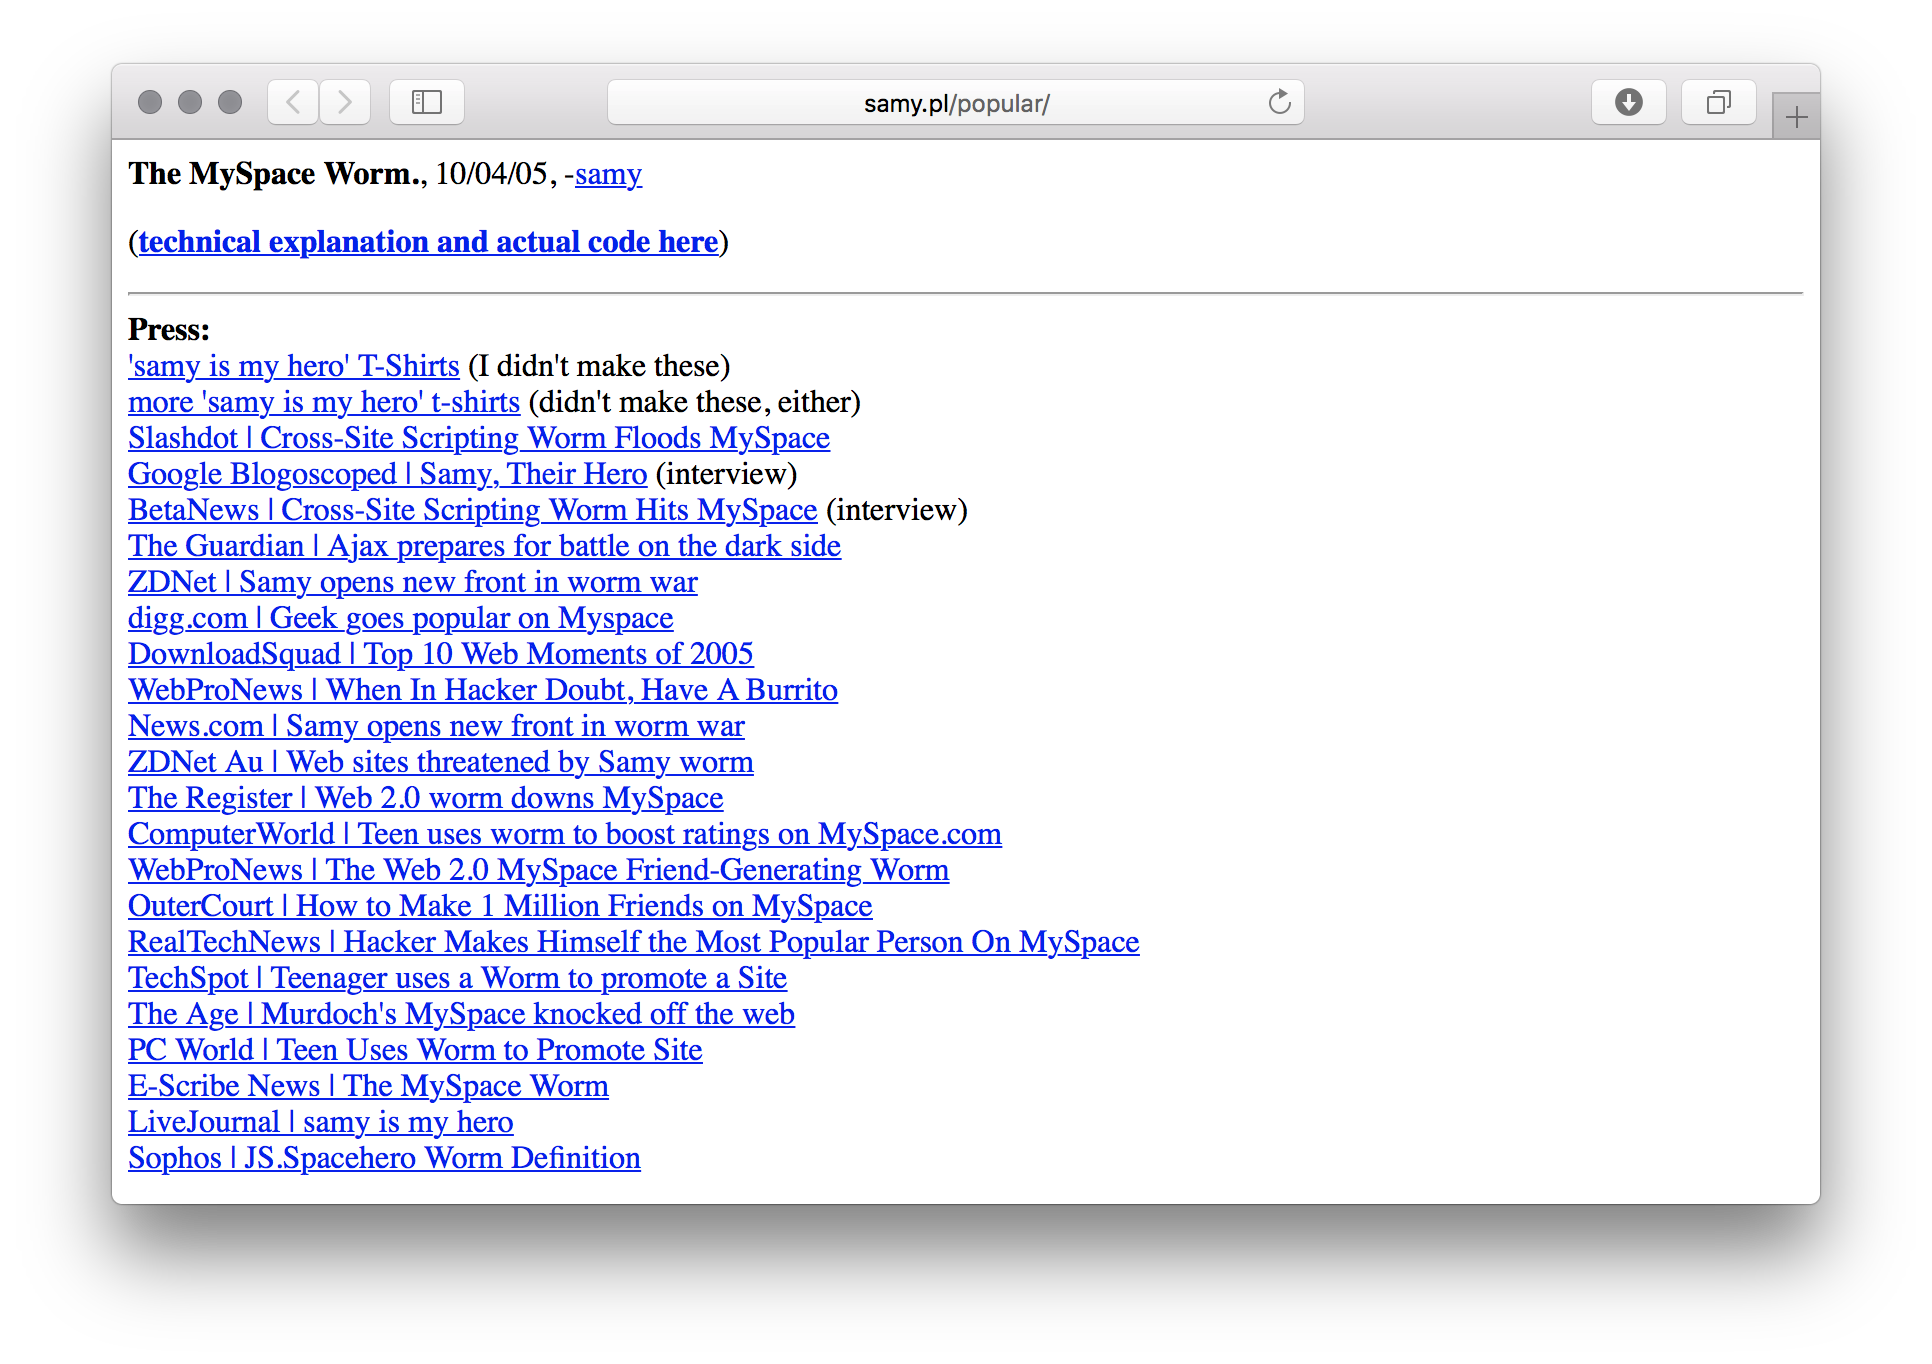 samy.pl/popular/
The MySpace Worm., 10/04/05, -samy
(technical explanation and actual code here)
Press:
'samy is my hero' T-Shirts (I didn't make these)
more 'samy is my hero' t-shirts (didn't make these, either)
Slashdot | Cross-Site Scripting Worm Floods MySpace
Google Blogoscoped | Samy, Their Hero (interview)
BetaNews | Cross-Site Scripting Worm Hits MySpace (interview)
The Guardian | Ajax prepares for battle on the dark side
ZDNet | Samy opens new front in worm war
digg.com | Geek goes popular on Myspace
DownloadSquad | Top 10 Web Moments of 2005
WebProNews | When In Hacker Doubt, Have A Burrito
News.com | Samy opens new front in worm war
ZDNet Au | Web sites threatened by Samy worm
The Register | Web 2.0 worm downs MySpace
ComputerWorld | Teen uses worm to boost ratings on MySpace.com
WebProNews | The Web 2.0 MySpace Friend-Generating Worm
OuterCourt | How to Make 1 Million Friends on MySpace
RealTechNews | Hacker Makes Himself the Most Popular Person On MySpace
TechSpot | Teenager uses a Worm to promote a Site
The Age | Murdoch's MySpace knocked off the web
PC World | Teen Uses Worm to Promote Site
E-Scribe News | The MySpace Worm
LiveJournal | samy is my hero
Sophos | JS.Spacehero Worm Definition